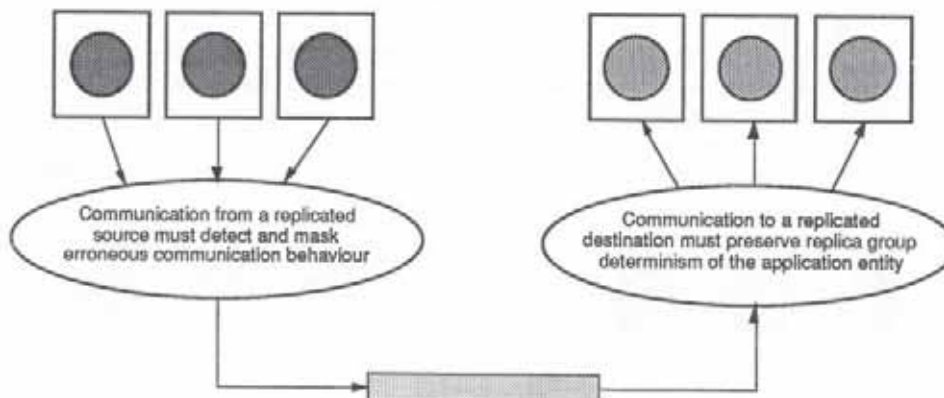 Communication from a replicated
source must detect and mask
erroneous communication behaviour
Communication to a replicated
destination must preserve replica group
determinism of the application entity